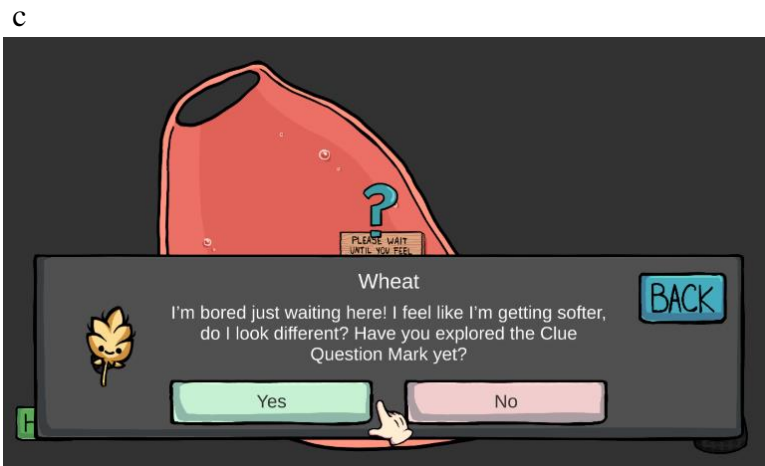 c
?
PLEASE WAIT
UNTIL YOU FEEL
Wheat
BACK
I'm bored just waiting here! I feel like I'm getting softer,
do I look different? Have you explored the Clue
Question Mark yet?
Yes
No
H